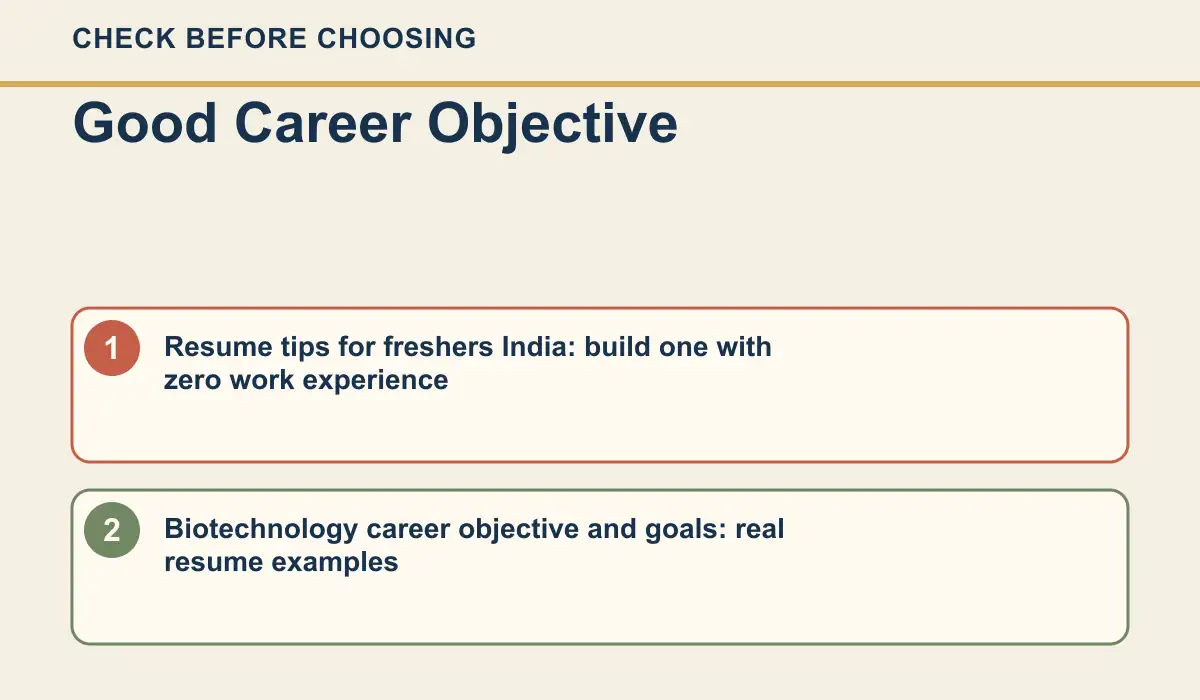 CHECK BEFORE CHOOSING
Good Career Objective
1
Resume tips for freshers India: build one with
zero work experience
2
Biotechnology career objective and goals: real
resume examples